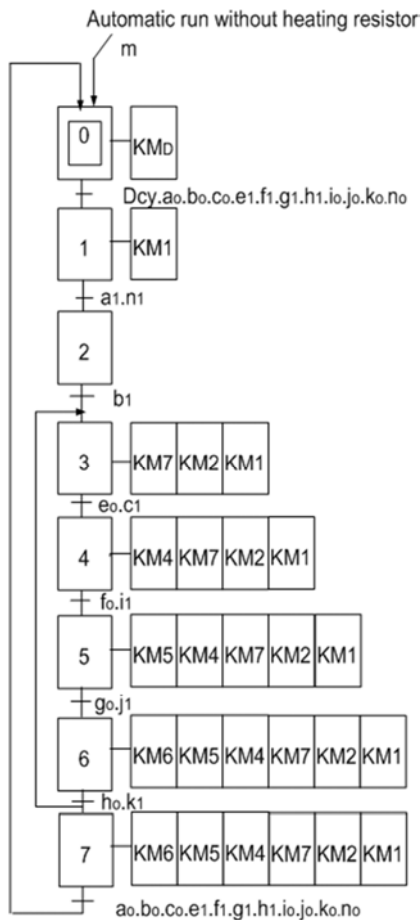 Automatic run without heating resistor
m
0 KMD
Dcy.a0.b0.c0.e1.f1.g1.h1.i0.j0.k0.n0
1 KM1
a1.n1
2
b1
3 KM7 KM2 KM1
e0.c1
4 KM4 KM7 KM2 KM1
f0.i1
5 KM5 KM4 KM7 KM2 KM1
g0.j1
6 KM6 KM5 KM4 KM7 KM2 KM1
h0.k1
7 KM6 KM5 KM4 KM7 KM2 KM1
a0.b0.c0.e1.f1.g1.h1.i0.j0.k0.n0